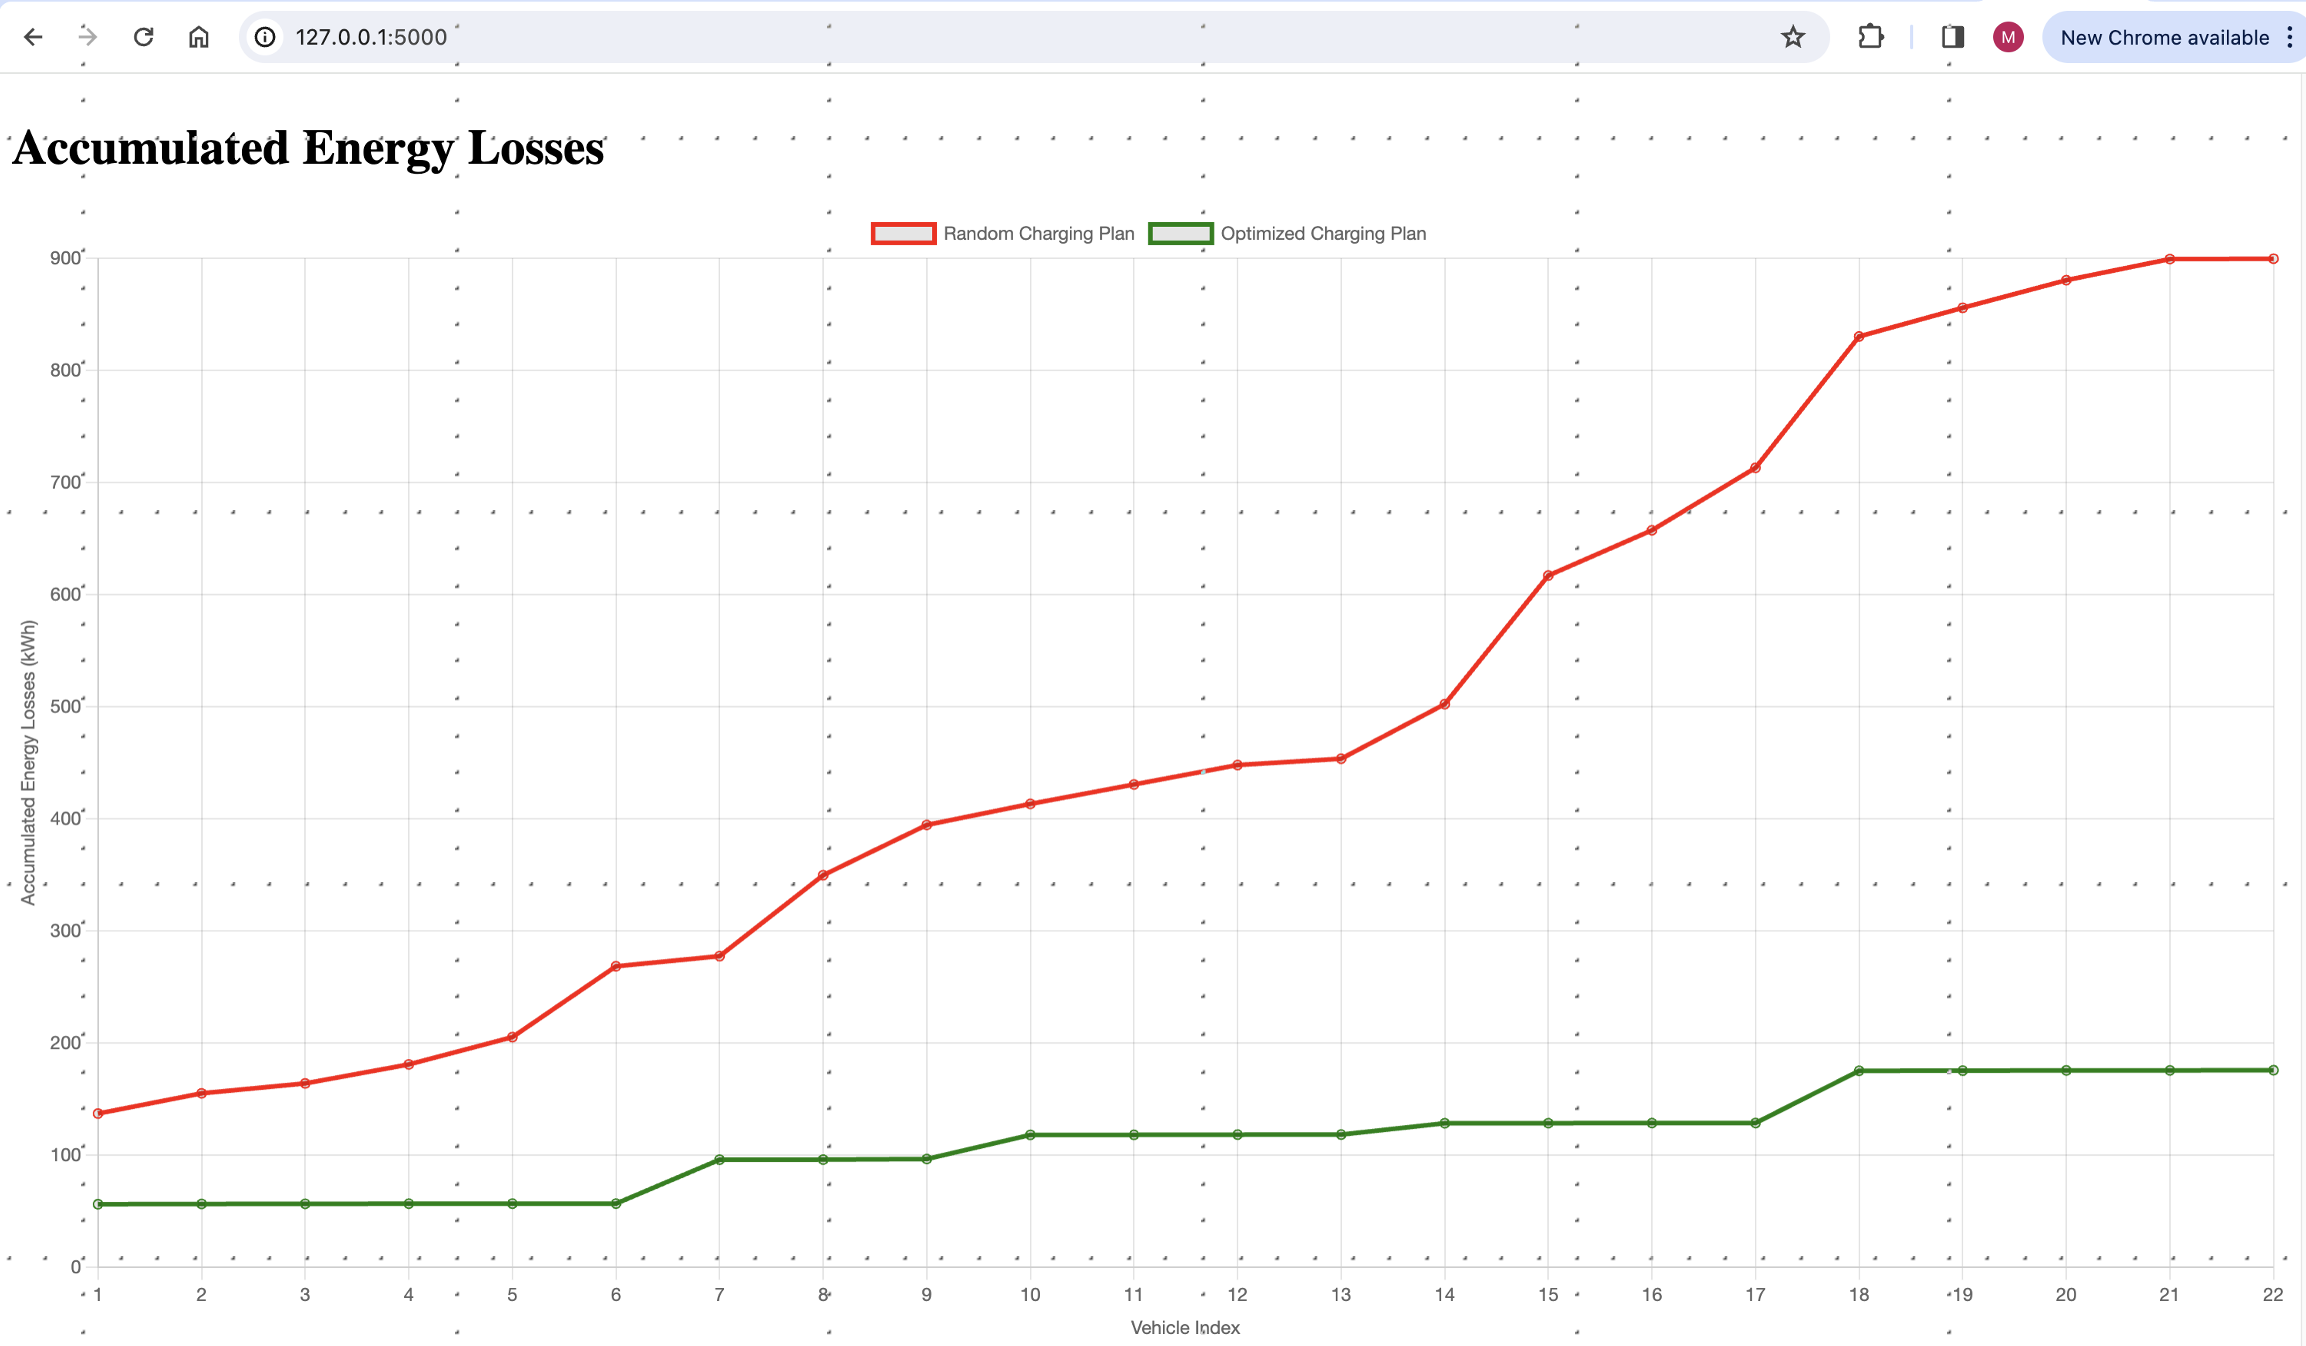 127.0.0.1:5000
M
New Chrome available
Accumulated Energy Losses
Random Charging Plan
Optimized Charging Plan
900
800
700
600
500
400
300
200
100
0
Accumulated Energy Losses (kWh)
1 2 3 4 5 6 7 8 9 10 11 12 13 14 15 16 17 18 19 20 21 22
Vehicle Index